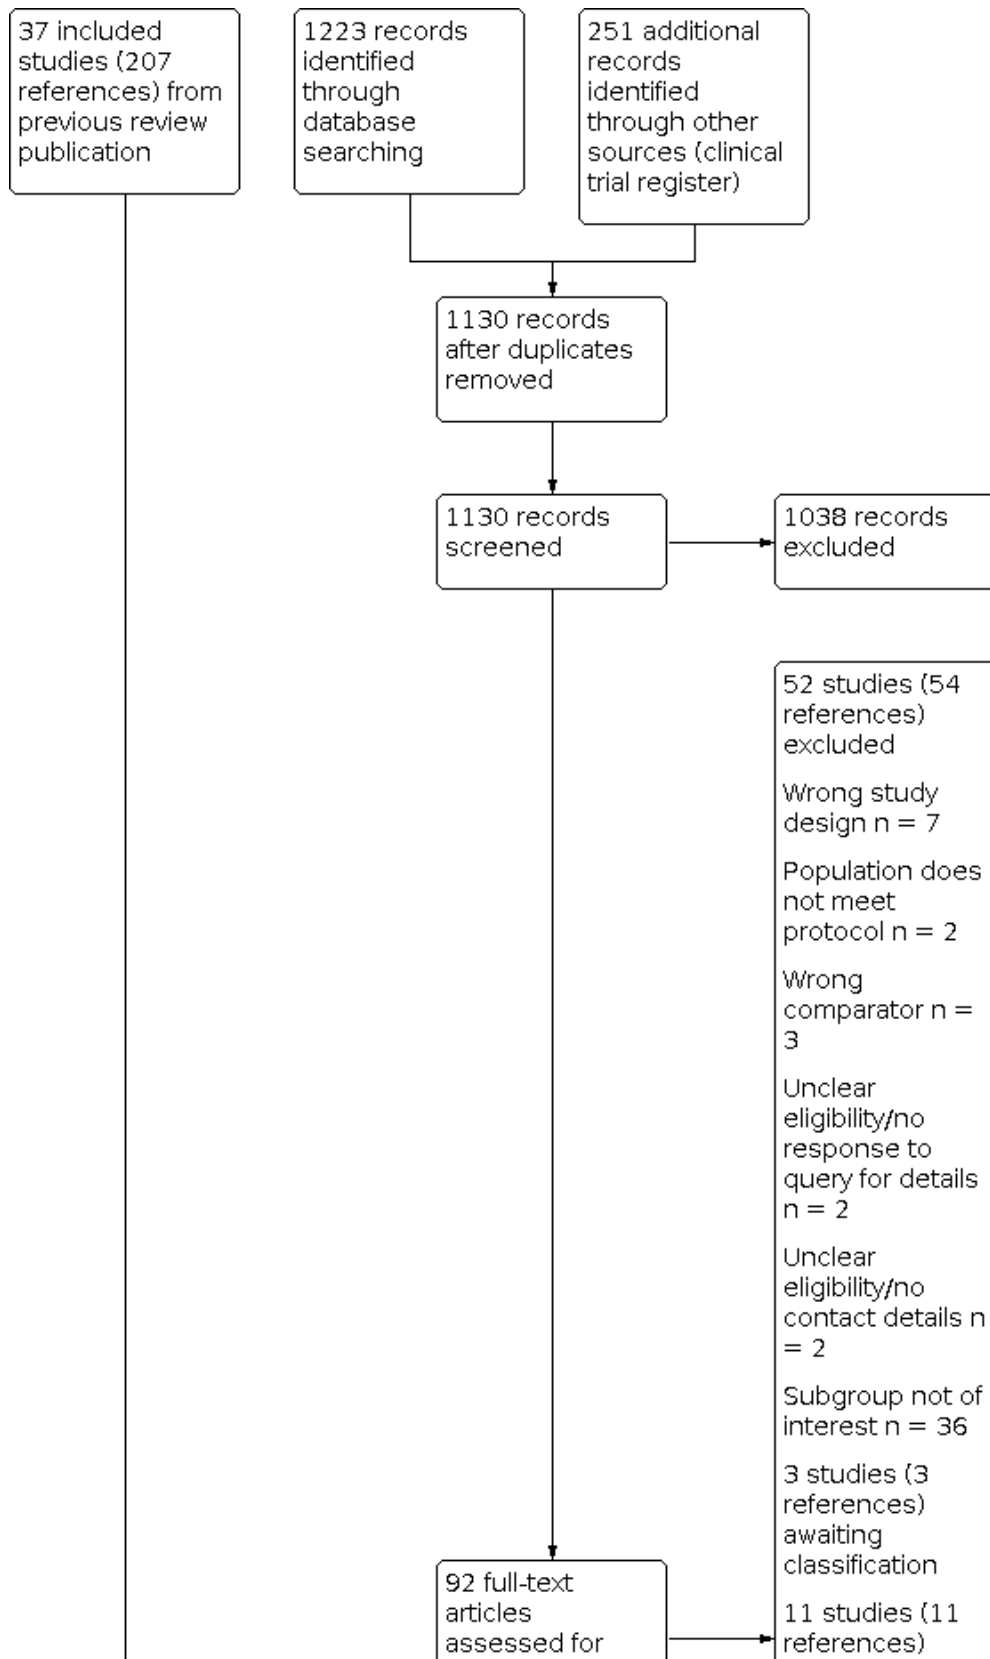 37 included
studies (207
references) from
previous review
publication
1223 records
identified
through
database
searching
251 additional
records
identified
through other
sources (clinical
trial register)
1130 records
after duplicates
removed
1130 records
screened
1038 records
excluded
52 studies (54
references)
excluded
Wrong study
design n = 7
Population does
not meet
protocol n = 2
Wrong
comparator n =
3
Unclear
eligibility/no
response to
query for details
n = 2
Unclear
eligibility/no
contact details n
= 2
Subgroup not of
interest n = 36
3 studies (3
references)
awaiting
classification
11 studies (11
references)
92 full-text
articles
assessed for